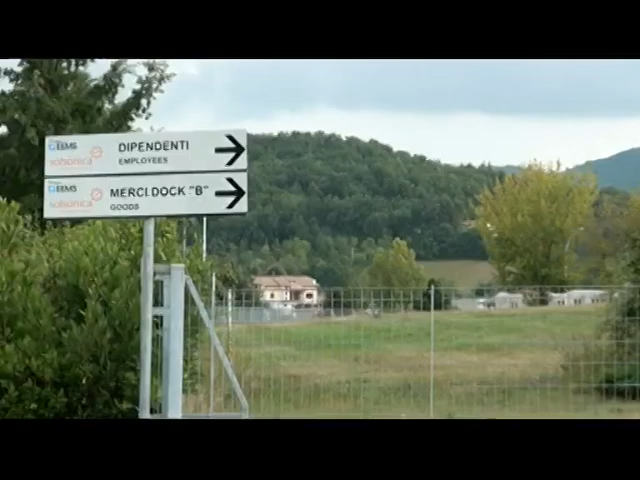 EEMS
solsonica
DIPENDENTI
EMPLOYEES
EEMS
solsonica
MERCI.DOCK "B"
GOODS